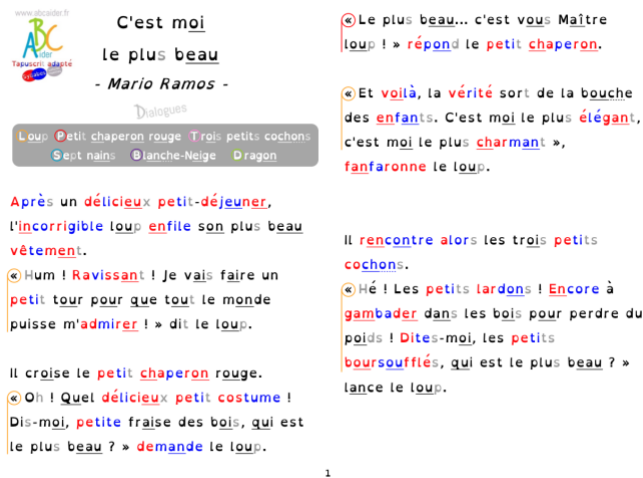 www.abcaider.fr
ABC
aider
Tapuscrit adapté
syllabes
C'est moi
le plus beau
- Mario Ramos -
Dialogues
Loup Petit chaperon rouge Trois petits cochons
Sept nains Blanche-Neige Dragon
Après un délicieux petit-déjeuner,
l'incorrigible loup enfile son plus beau
vêtement.
« Hum ! Ravissant ! Je vais faire un
petit tour pour que tout le monde
puisse m'admirer ! » dit le loup.
Il croise le petit chaperon rouge.
« Oh ! Quel délicieux petit costume !
Dis-moi, petite fraise des bois, qui est
le plus beau ? » demande le loup.
« Le plus beau... c'est vous Maître
loup ! » répond le petit chaperon.
« Et voilà, la vérité sort de la bouche
des enfants. C'est moi le plus élégant,
c'est moi le plus charmant »,
fanfaronne le loup.
Il rencontre alors les trois petits
cochons.
« Hé ! Les petits lardons ! Encore à
gambader dans les bois pour perdre du
poids ! Dites-moi, les petits
boursoufflés, qui est le plus beau ? »
lance le loup.
1